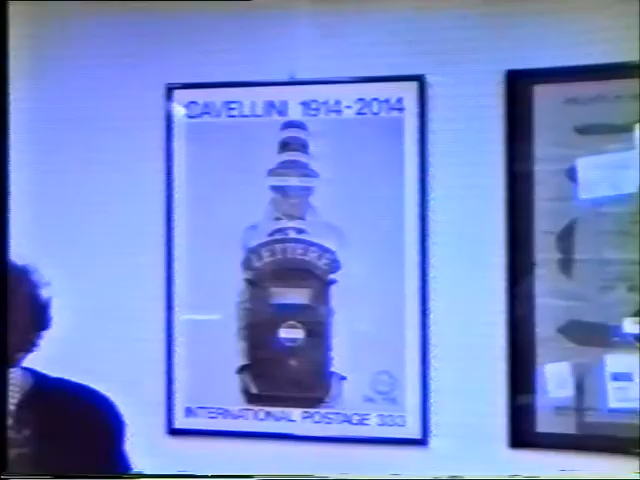 CAVELLINI 1914-2014
LETTERE
INTERNATIONAL POSTAGE 333